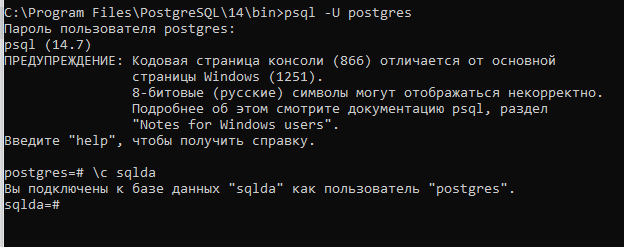 C:\Program Files\PostgreSQL\14\bin>psql -U postgres
Пароль пользователя postgres:
psql (14.7)
ПРЕДУПРЕЖДЕНИЕ: Кодовая страница консоли (866) отличается от основной
страницы Windows (1251).
8-битовые (русские) символы могут отображаться некорректно.
Подробнее об этом смотрите документацию psql, раздел
"Notes for Windows users".
Введите "help", чтобы получить справку.
postgres=# \c sqlda
Вы подключены к базе данных "sqlda" как пользователь "postgres".
sqlda=#